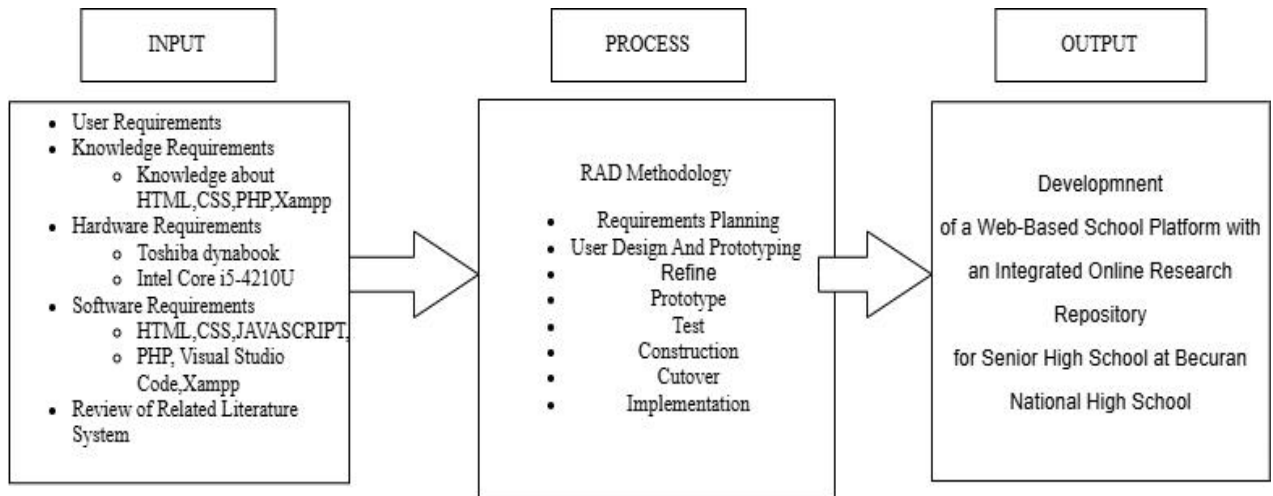 INPUT
PROCESS
OUTPUT
• User Requirements
• Knowledge Requirements
○ Knowledge about
HTML,CSS,PHP,Xampp
• Hardware Requirements
○ Toshiba dynabook
○ Intel Core i5-4210U
• Software Requirements
○ HTML,CSS,JAVASCRIPT,
○ PHP, Visual Studio
Code,Xampp
• Review of Related Literature
System
RAD Methodology
• Requirements Planning
• User Design And Prototyping
• Refine
• Prototype
• Test
• Construction
• Cutover
• Implementation
Developmnent
of a Web-Based School Platform with
an Integrated Online Research
Repository
for Senior High School at Becuran
National High School